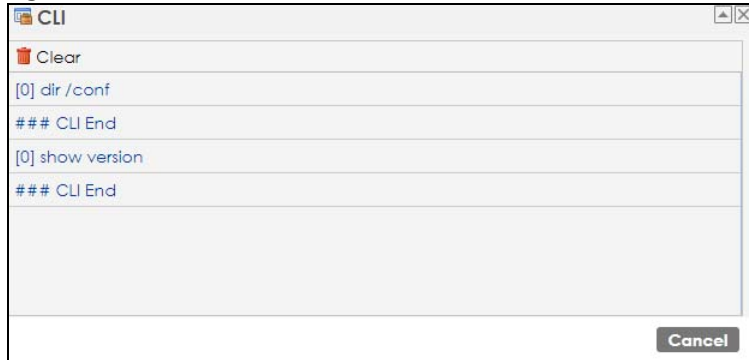 CLI
Clear
[0] dir /conf
### CLI End
[0] show version
### CLI End
Cancel